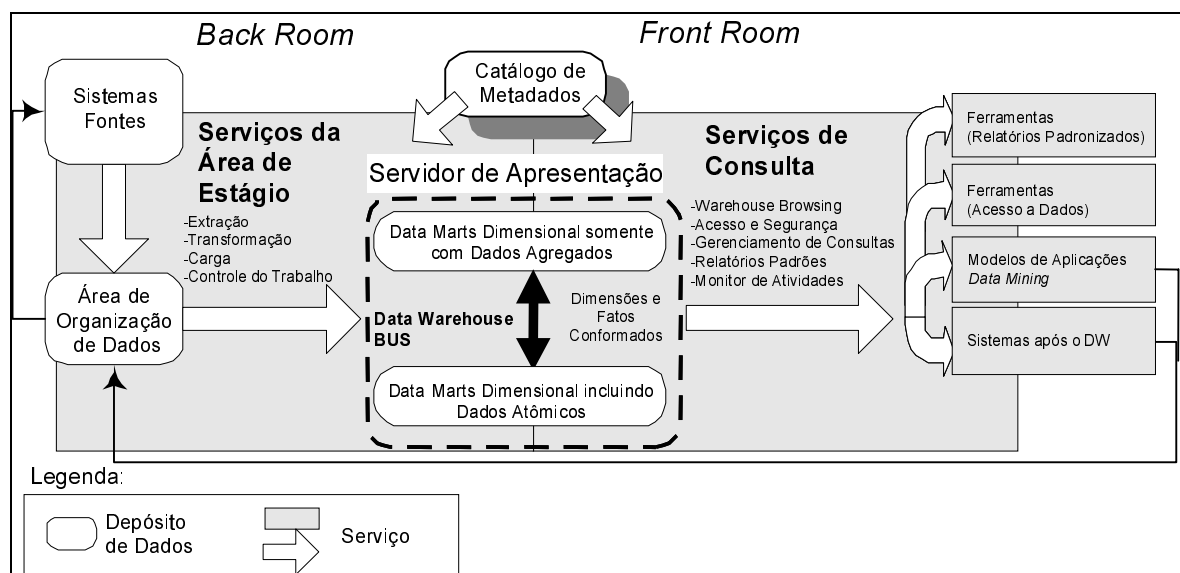 Back Room
Front Room
Sistemas
Fontes
Catálogo de
Metadados
Serviços da
Área de
Estágio
-Extração
-Transformação
-Carga
-Controle do Trabalho
Área de
Organização
de Dados
Servidor de Apresentação
Data Marts Dimensional somente
com Dados Agregados
Data Warehouse
BUS
Dimensões e
Fatos
Conformados
Data Marts Dimensional incluindo
Dados Atômicos
Serviços de
Consulta
-Warehouse Browsing
-Acesso e Segurança
-Gerenciamento de Consultas
-Relatórios Padrões
-Monitor de Atividades
Ferramentas
(Relatórios Padronizados)
Ferramentas
(Acesso a Dados)
Modelos de Aplicações
Data Mining
Sistemas após o DW
Legenda:
Depósito
de Dados
Serviço